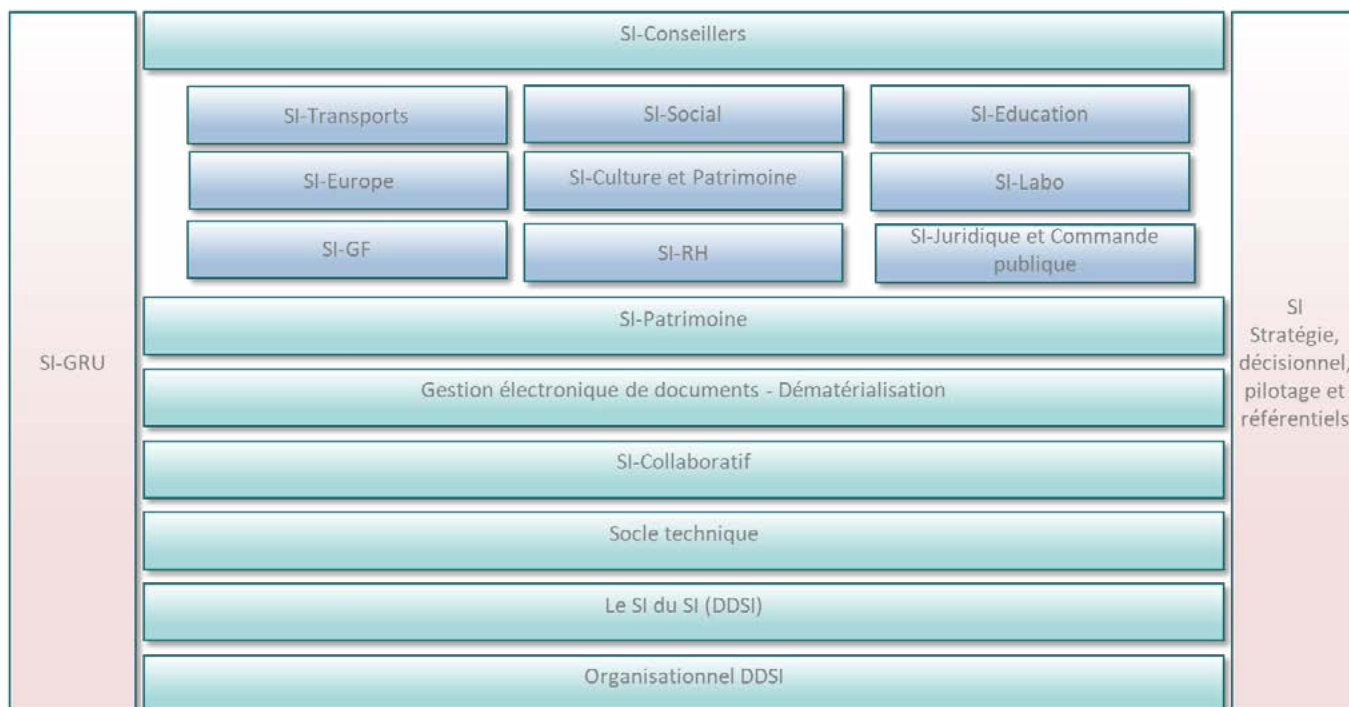 SI-Conseillers
SI-Transports
SI-Social
SI-Education
SI-Europe
SI-Culture et Patrimoine
SI-Labo
SI-GF
SI-RH
SI-Juridique et Commande
publique
SI-Patrimoine
SI-GRU
SI
Stratégie,
décisionnel,
pilotage et
référentiels
Gestion électronique de documents - Dématérialisation
SI-Collaboratif
Socle technique
Le SI du SI (DDSI)
Organisationnel DDSI